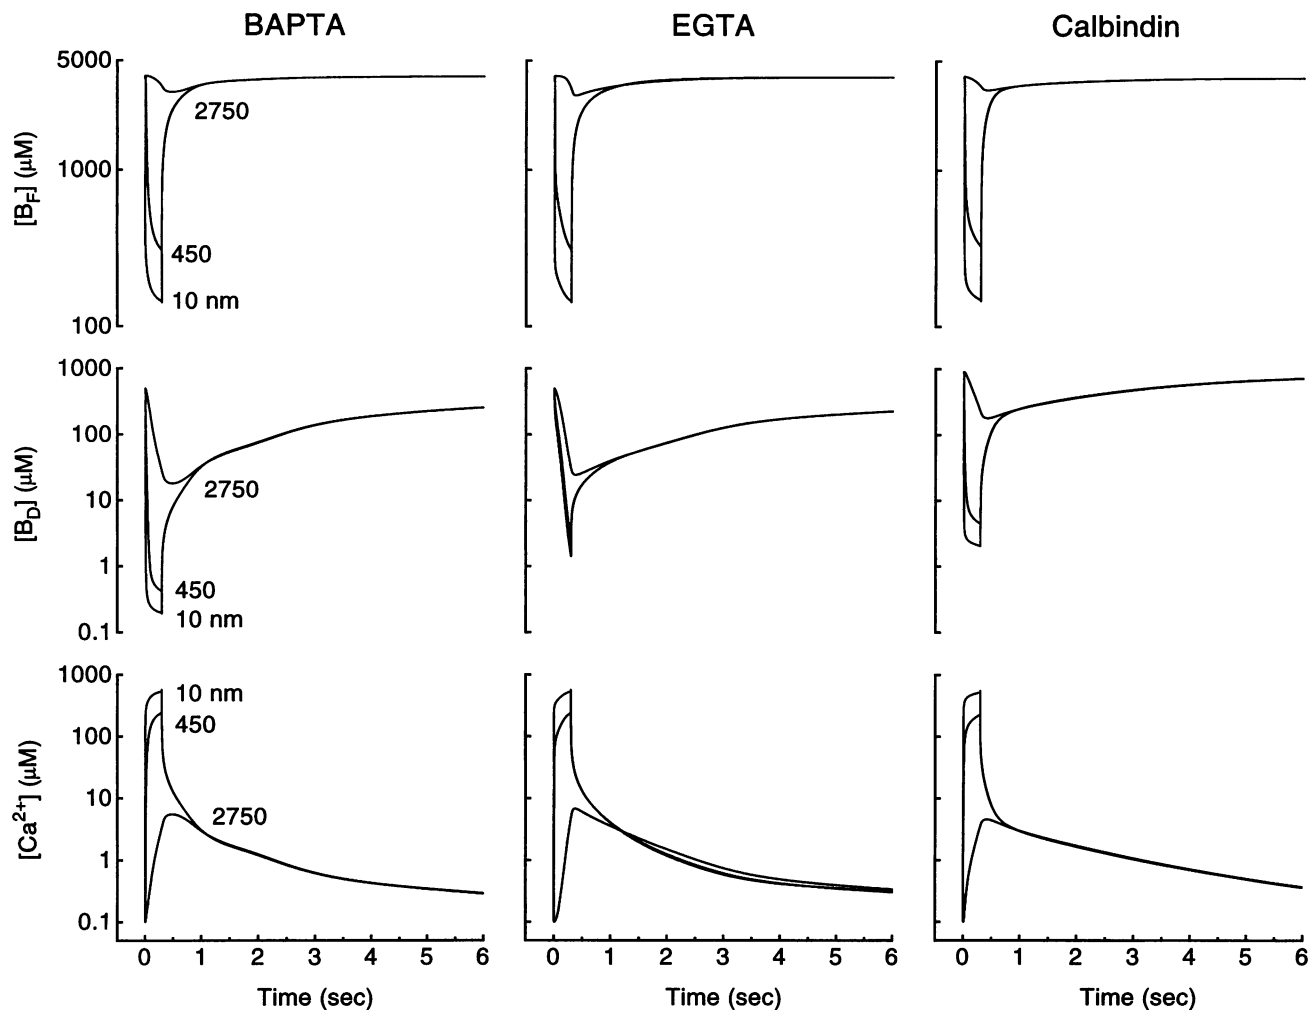 BAPTA EGTA Calbindin
5000
1000
100
[B_F] (μM)
2750
450
10 nm
1000
100
10
1
0.1
[B_D] (μM)
2750
450
10 nm
1000
100
10
1
0.1
[Ca²⁺] (μM)
10 nm
450
2750
0 1 2 3 4 5 6 0 1 2 3 4 5 6 0 1 2 3 4 5 6
Time (sec) Time (sec) Time (sec)